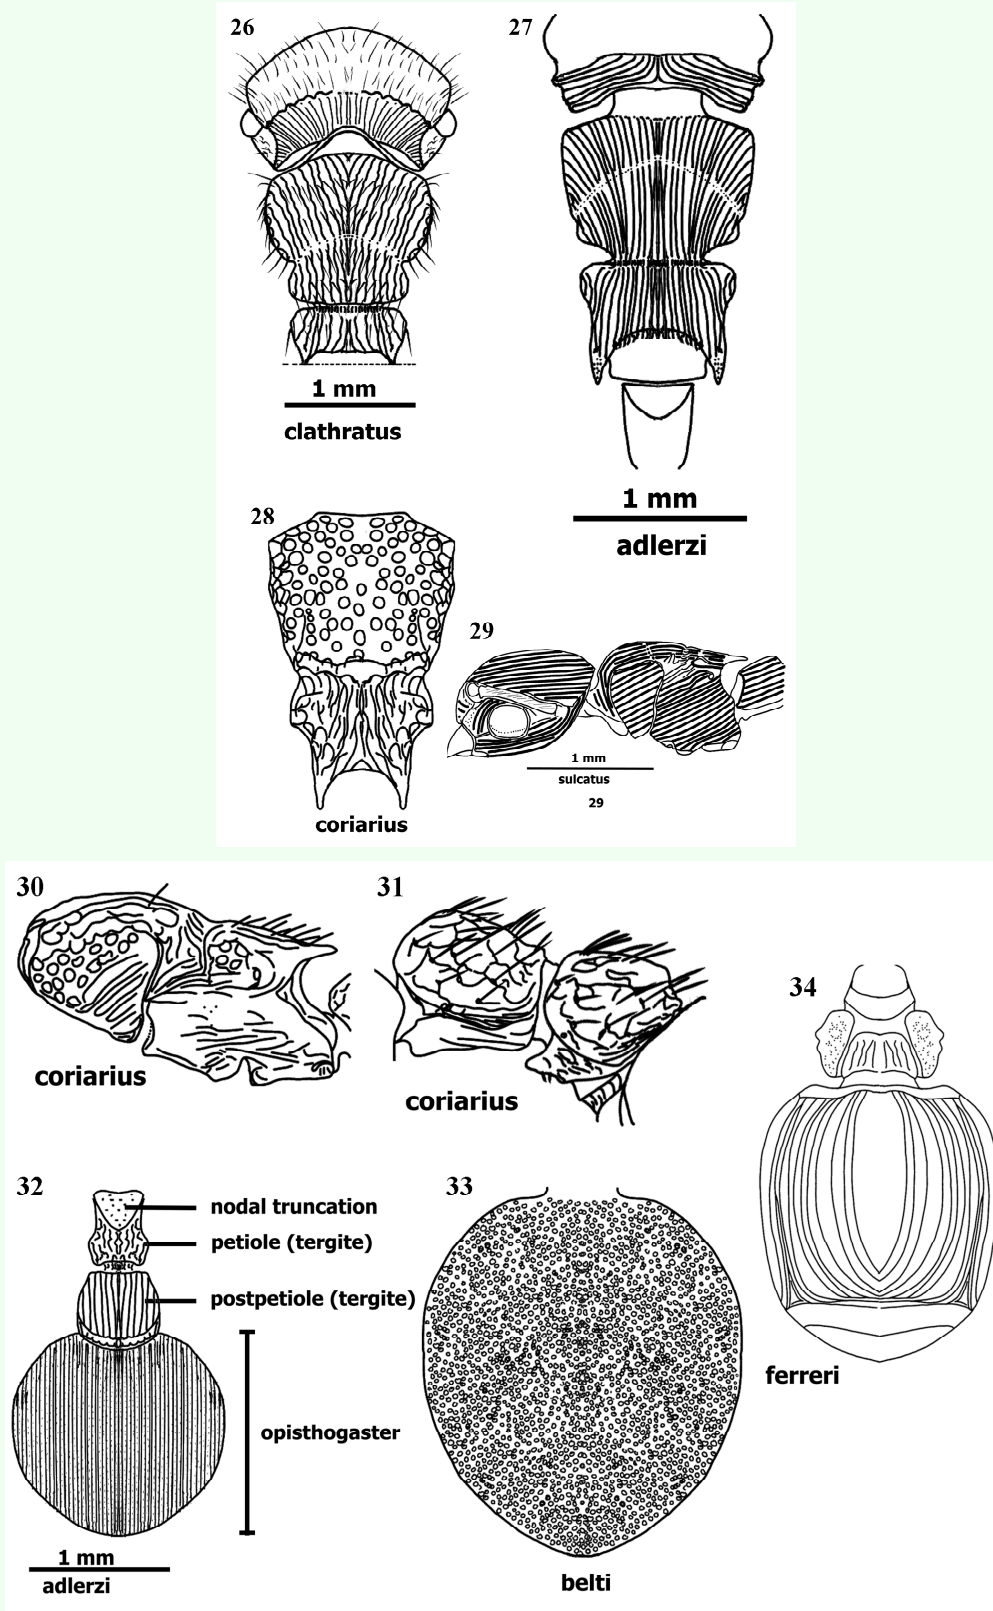 26
27
1 mm
clathratus
1 mm
adlerzi
28
29
1 mm
sulcatus
29
coriarius
30
31
coriarius
coriarius
34
32
33
nodal truncation
petiole (tergite)
postpetiole (tergite)
ferreri
opisthogaster
1 mm
adlerzi
belti